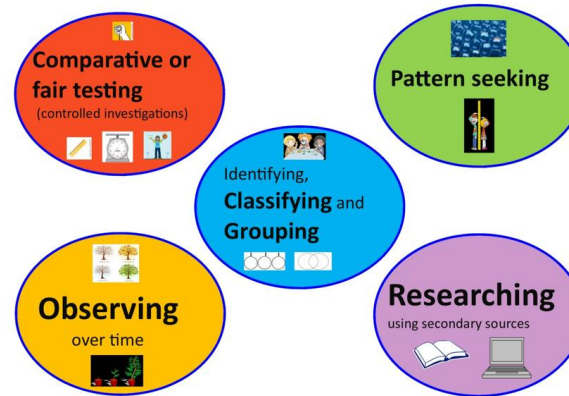 Comparative or
fair testing
(controlled investigations)
Pattern seeking
Identifying,
Classifying and
Grouping
Observing
over time
Researching
using secondary sources